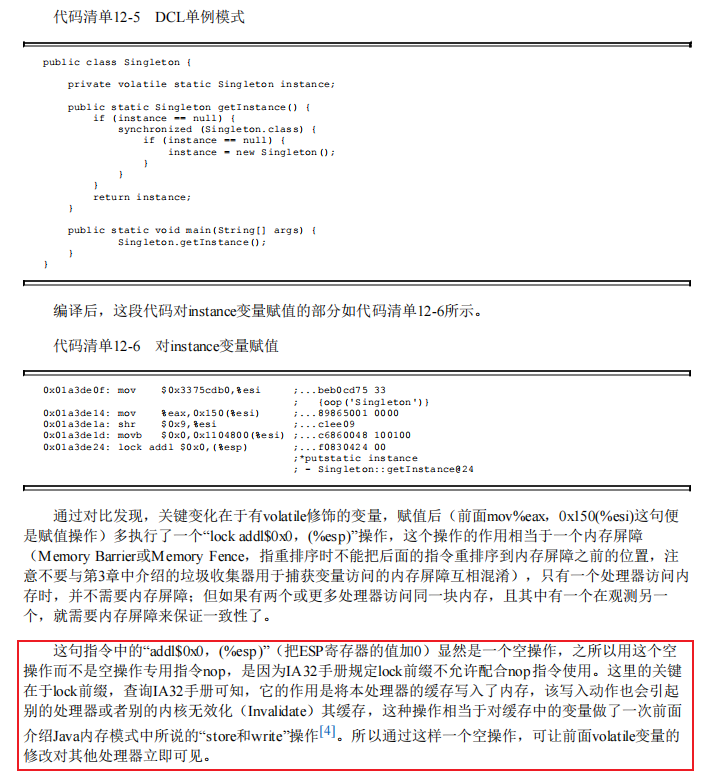 代码清单12-5 DCL单例模式
public class Singleton {
private volatile static Singleton instance;
public static Singleton getInstance() {
if (instance == null) {
synchronized (Singleton.class) {
if (instance == null) {
instance = new Singleton();
}
}
}
return instance;
}
public static void main(String[] args) {
Singleton.getInstance();
}
}
编译后，这段代码对instance变量赋值的部分如代码清单12-6所示。
代码清单12-6 对instance变量赋值
0x01a3de0f: mov $0x3375cdb0,%esi ;...beb0cd75 33
; {oop('Singleton')}
0x01a3de14: mov %eax,0x150(%esi) ;...89865001 0000
0x01a3de1a: shr $0x9,%esi ;...clee09
0x01a3de1d: movb $0x0,0x1104800(%esi) ;...c6860048 100100
0x01a3de24: lock addl $0x0,(%esp) ;...f0830424 00
;*putstatic instance
; - Singleton::getInstance@24
通过对比发现，关键变化在于有volatile修饰的变量，赋值后（前面mov%eax，0x150(%esi)这句便
是赋值操作）多执行了一个“lock addl$0x0，(%esp)”操作，这个操作的作用相当于一个内存屏障
（Memory Barrier或Memory Fence，指重排序时不能把后面的指令重排序到内存屏障之前的位置，注
意不要与第3章中介绍的垃圾收集器用于捕获变量访问的内存屏障互相混淆），只有一个处理器访问内
存时，并不需要内存屏障；但如果有两个或更多处理器访问同一块内存，且其中有一个在观测另一
个，就需要内存屏障来保证一致性了。
这句指令中的“addl$0x0，(%esp)”（把ESP寄存器的值加0）显然是一个空操作，之所以用这个空
操作而不是空操作专用指令nop，是因为IA32手册规定lock前缀不允许配合nop指令使用。这里的关键
在于lock前缀，查询IA32手册可知，它的作用是将本处理器的缓存写入了内存，该写入动作也会引起
别的处理器或者别的内核无效化（Invalidate）其缓存，这种操作相当于对缓存中的变量做了一次前面
介绍Java内存模式中所说的“store和write”操作[4]。所以通过这样一个空操作，可让前面volatile变量的
修改对其他处理器立即可见。